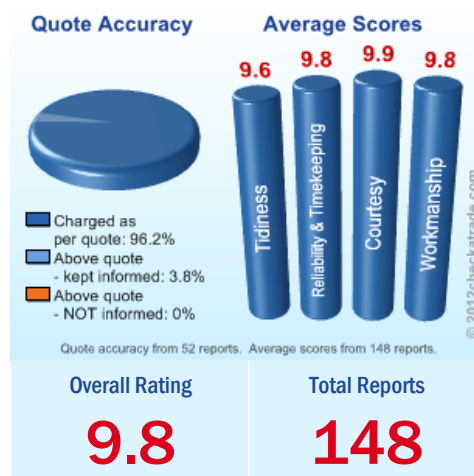 Quote Accuracy
Average Scores
9.6
9.8
9.9
9.8
Tidiness
Reliability & Timekeeping
Courtesy
Workmanship
Charged as
per quote: 96.2%
Above quote
- kept informed: 3.8%
Above quote
- NOT informed: 0%
© 2012checkatrade.com
Quote accuracy from 52 reports. Average scores from 148 reports.
Overall Rating
9.8
Total Reports
148